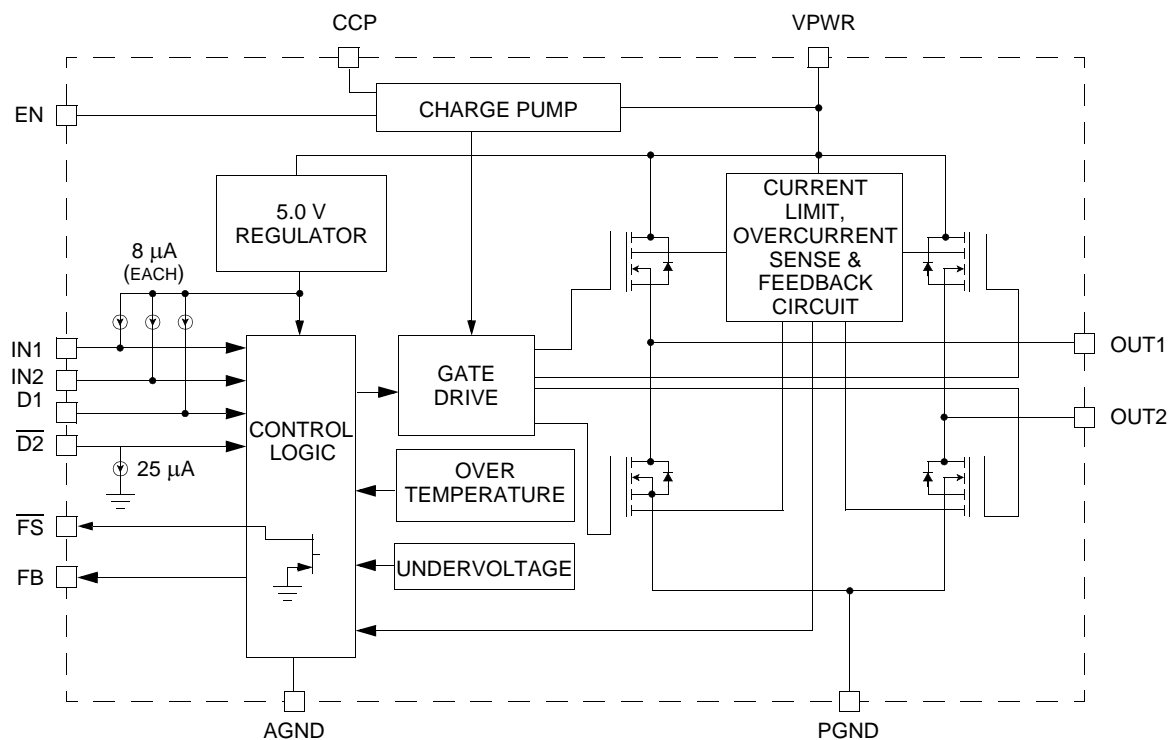 CCP
VPWR
EN
CHARGE PUMP
5.0 V
REGULATOR
CURRENT
LIMIT,
OVERCURRENT
SENSE &
FEEDBACK
CIRCUIT
8 µA
(EACH)
IN1
IN2
D1
D2
25 µA
FS
FB
CONTROL
LOGIC
GATE
DRIVE
OVER
TEMPERATURE
UNDERVOLTAGE
OUT1
OUT2
AGND
PGND